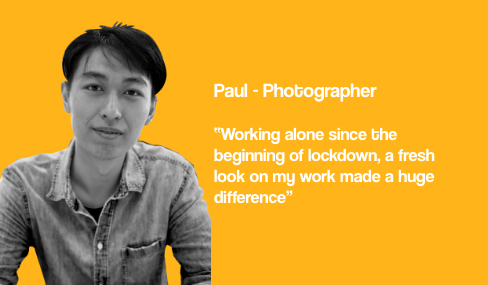 Paul - Photographer
“Working alone since the
beginning of lockdown, a fresh
look on my work made a huge
difference”